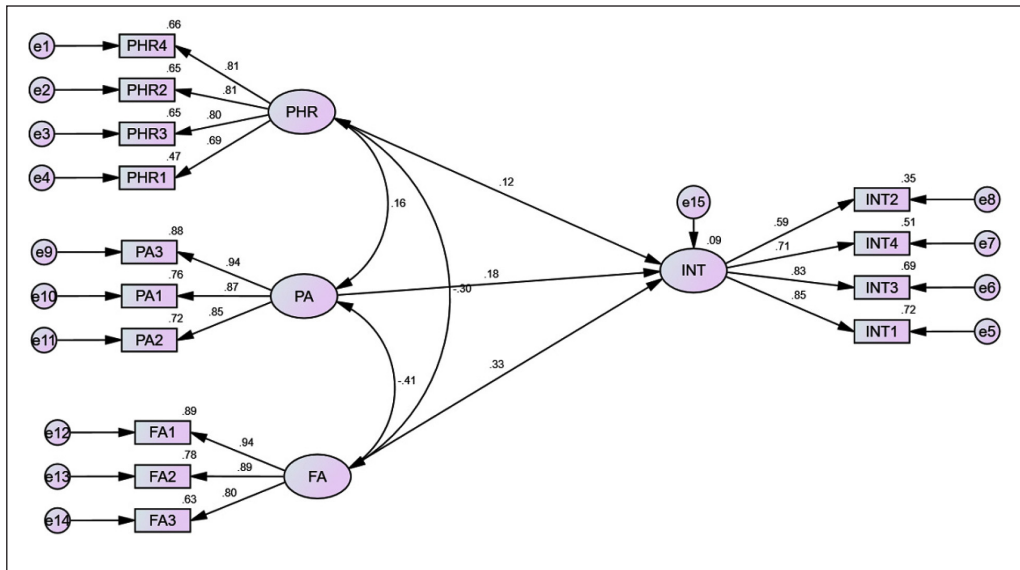 .66
e1 PHR4
.81
.65
e2 PHR2
.81
PHR
.65
e3 PHR3
.80
.47
.69
e4 PHR1
.12
.16
.88
e9 PA3
.94
.76
e10 PA1
.87
PA
.18
.72
e11 PA2
.85
-.30
-.41
.33
.89
e12 FA1
.94
.78
e13 FA2
.89
FA
.63
.80
e14 FA3
e15
.09
INT
.35
.59
INT2 e8
.51
.71
INT4 e7
.69
.83
INT3 e6
.72
.85
INT1 e5